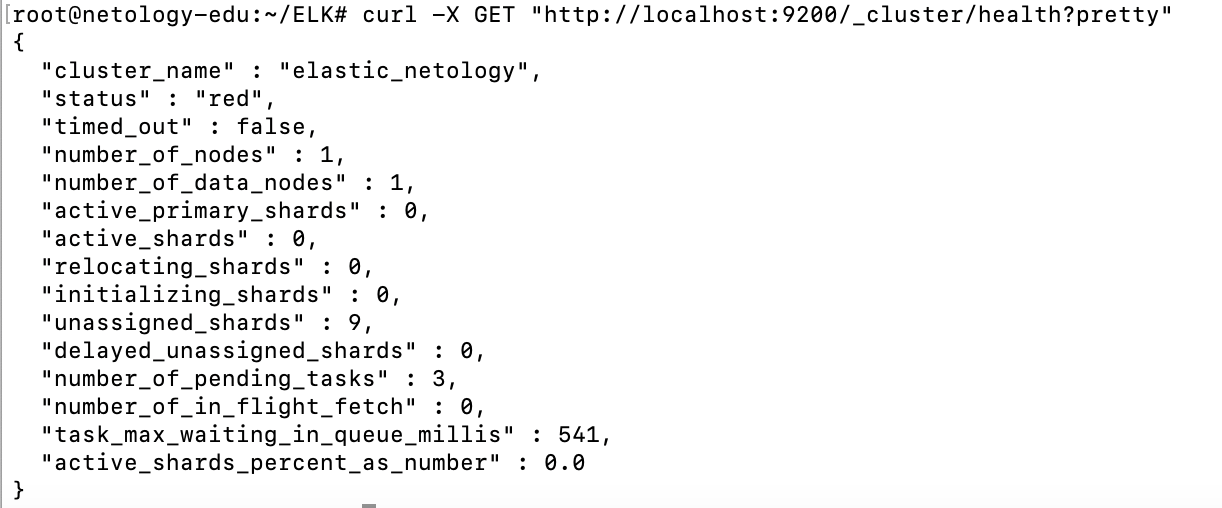 [root@netology-edu:~/ELK# curl -X GET "http://localhost:9200/_cluster/health?pretty"
{
  "cluster_name" : "elastic_netology",
  "status" : "red",
  "timed_out" : false,
  "number_of_nodes" : 1,
  "number_of_data_nodes" : 1,
  "active_primary_shards" : 0,
  "active_shards" : 0,
  "relocating_shards" : 0,
  "initializing_shards" : 0,
  "unassigned_shards" : 9,
  "delayed_unassigned_shards" : 0,
  "number_of_pending_tasks" : 3,
  "number_of_in_flight_fetch" : 0,
  "task_max_waiting_in_queue_millis" : 541,
  "active_shards_percent_as_number" : 0.0
}